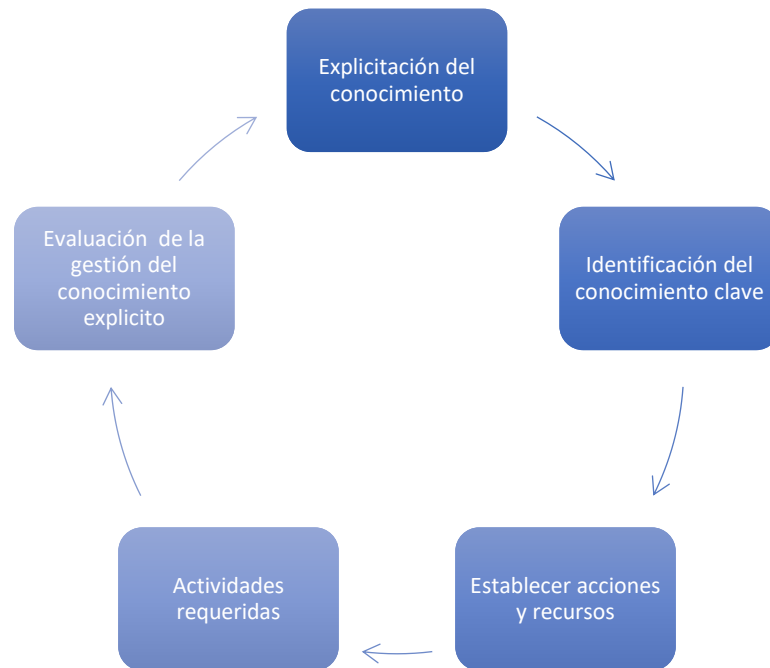 Explicitación del
conocimiento
Identificación del
conocimiento clave
Establecer acciones
y recursos
Actividades
requeridas
Evaluación de la
gestión del
conocimiento
explicito